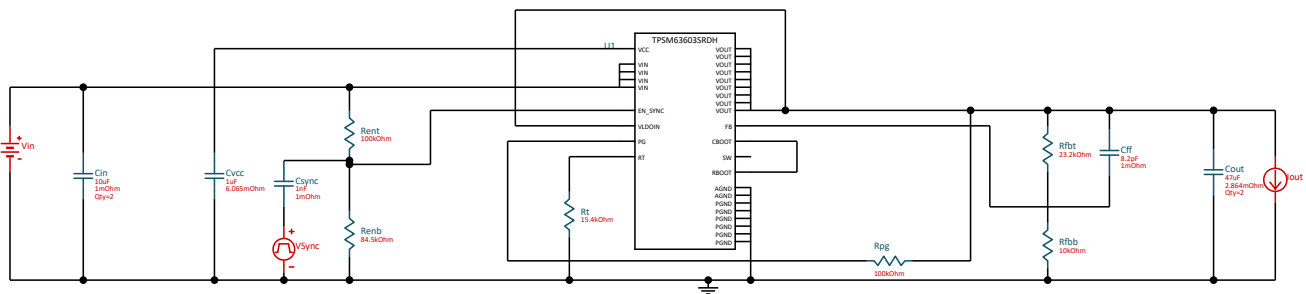 TPSM63603SRDH
U1
VCC
VIN
VIN
VIN
VIN
EN_SYNC
VLDOIN
PG
RT
VOUT
VOUT
VOUT
VOUT
VOUT
VOUT
VOUT
VOUT
VOUT
FB
CBOOT
SW
RBOOT
AGND
AGND
PGND
PGND
PGND
PGND
PGND
PGND
Vin
Cin
10uF
1mOhm
Qty=2
Cvcc
1uF
6.065mOhm
Rent
100kOhm
Csync
1nF
1mOhm
VSync
Renb
84.5kOhm
Rt
15.4kOhm
Rpg
100kOhm
Rfbt
23.2kOhm
Cff
8.2pF
1mOhm
Rfbb
10kOhm
Cout
47uF
2.864mOhm
Qty=2
Iout